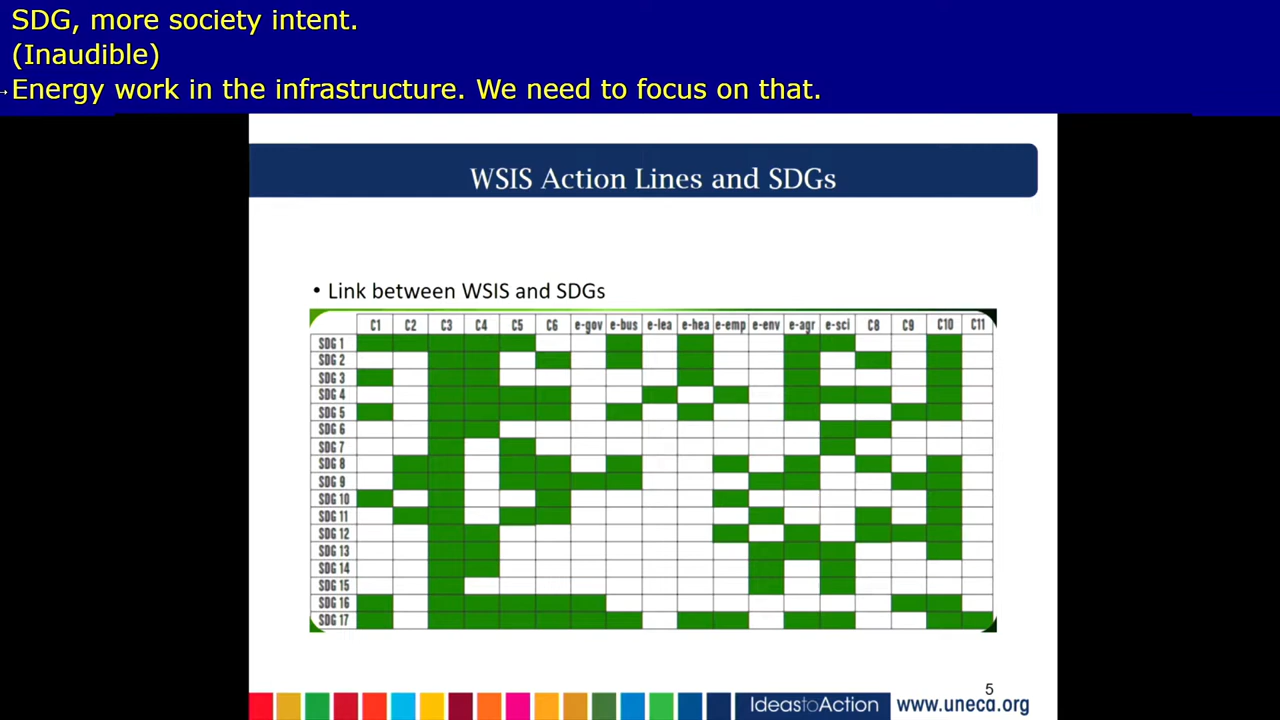 SDG, more society intent.
(Inaudible)
Energy work in the infrastructure. We need to focus on that.
WSIS Action Lines and SDGs
• Link between WSIS and SDGs
C1 C2 C3 C4 C5 C6 e-gov e-bus e-lea e-hea e-emp e-env e-agr e-sci C8 C9 C10 C11
SDG 1
SDG 2
SDG 3
SDG 4
SDG 5
SDG 6
SDG 7
SDG 8
SDG 9
SDG 10
SDG 11
SDG 12
SDG 13
SDG 14
SDG 15
SDG 16
SDG 17
5
IdeastoAction www.uneca.org